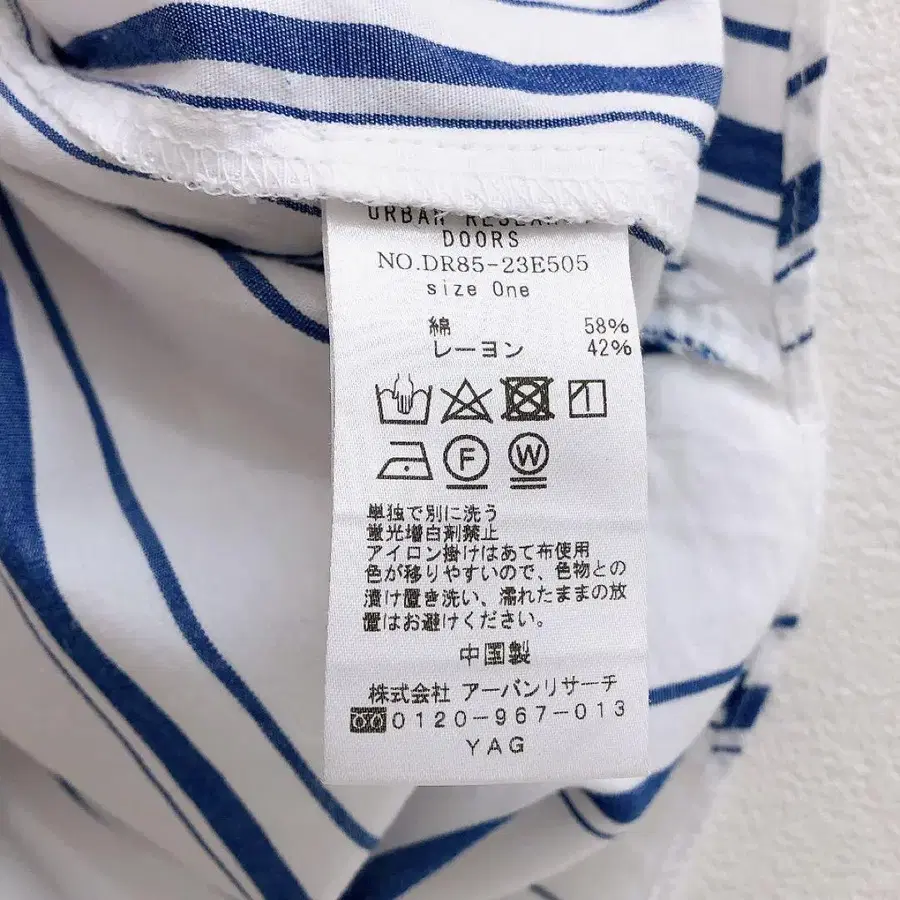 URBAN RESEAR
DOORS
NO.DR85-23E505
size One
綿 58%
レーヨン 42%
F W
単独で別に洗う
蛍光増白剤禁止
アイロン掛けはあて布使用
色が移りやすいので、色物との
漬け置き洗い、濡れたままの放
置はお避けください。
中国製
株式会社 アーバンリサーチ
0120-967-013
YAG